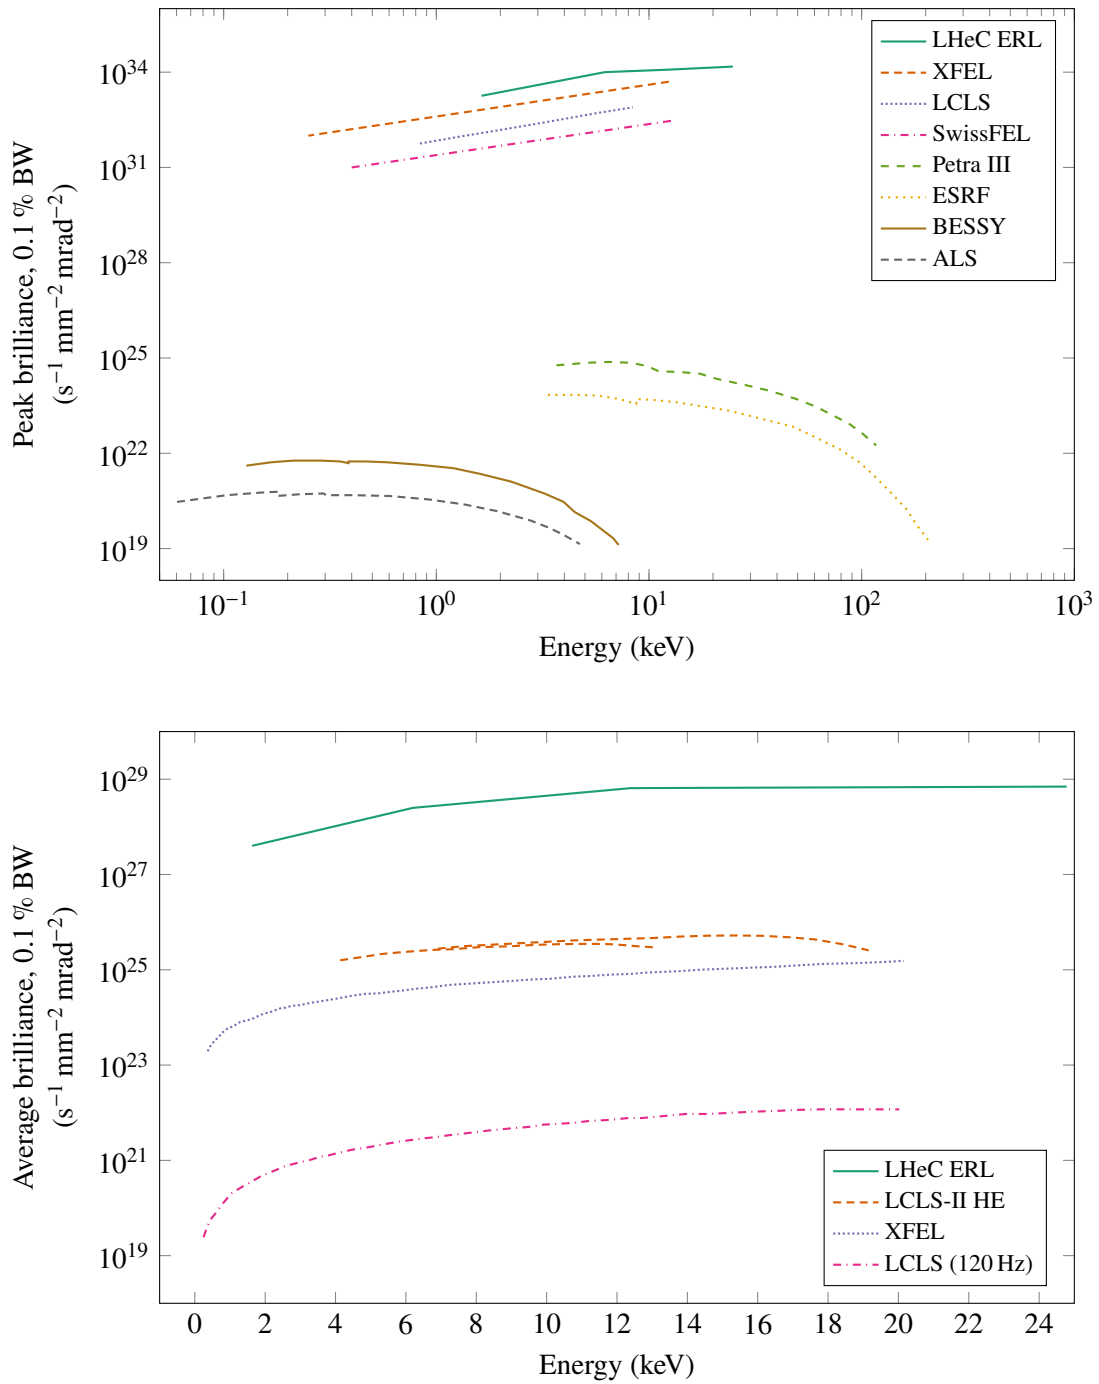 10³⁴
10³¹
10²⁸
10²⁵
10²²
10¹⁹
Peak brilliance, 0.1 % BW
(s⁻¹ mm⁻² mrad⁻²)
LHeC ERL
XFEL
LCLS
SwissFEL
Petra III
ESRF
BESSY
ALS
10⁻¹ 10⁰ 10¹ 10² 10³
Energy (keV)
10²⁹
10²⁷
10²⁵
10²³
10²¹
10¹⁹
Average brilliance, 0.1 % BW
(s⁻¹ mm⁻² mrad⁻²)
LHeC ERL
LCLS-II HE
XFEL
LCLS (120 Hz)
0 2 4 6 8 10 12 14 16 18 20 22 24
Energy (keV)